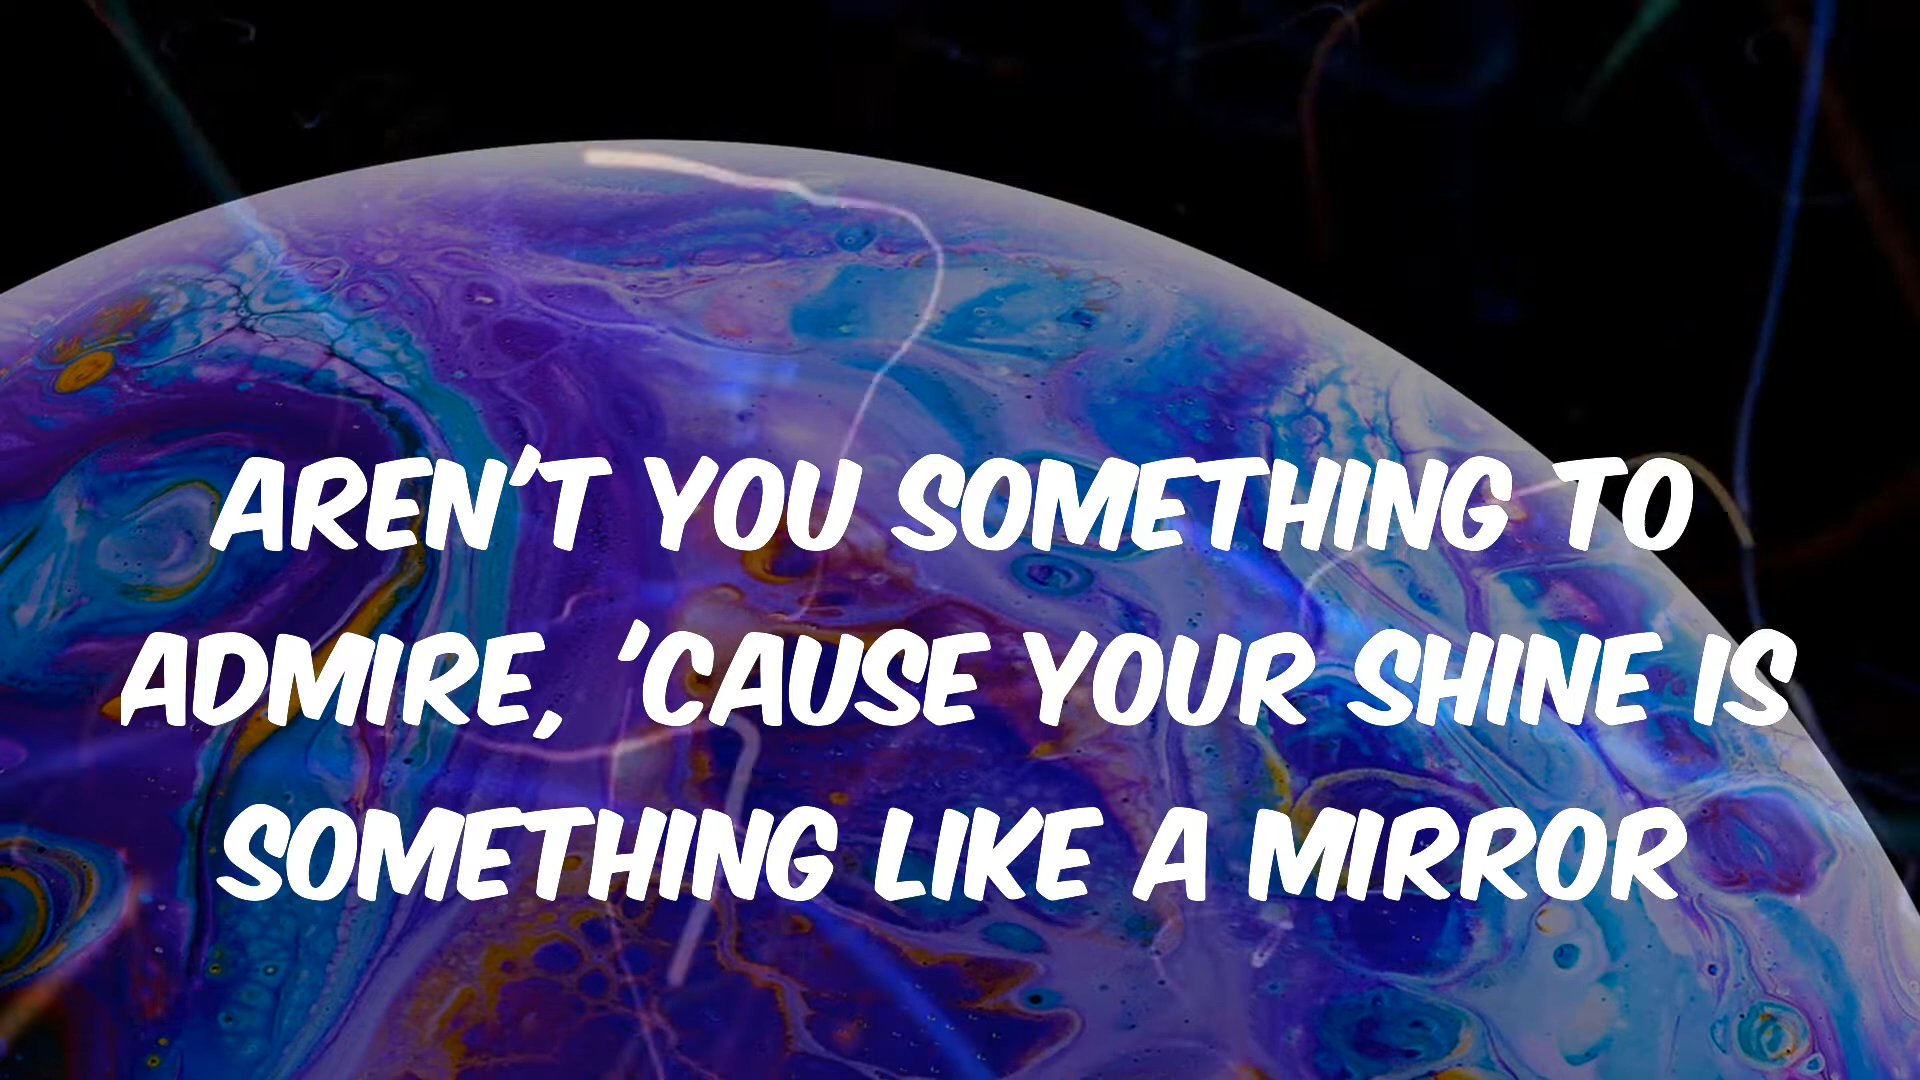 AREN'T YOU SOMETHING TO
ADMIRE, 'CAUSE YOUR SHINE IS
SOMETHING LIKE A MIRROR